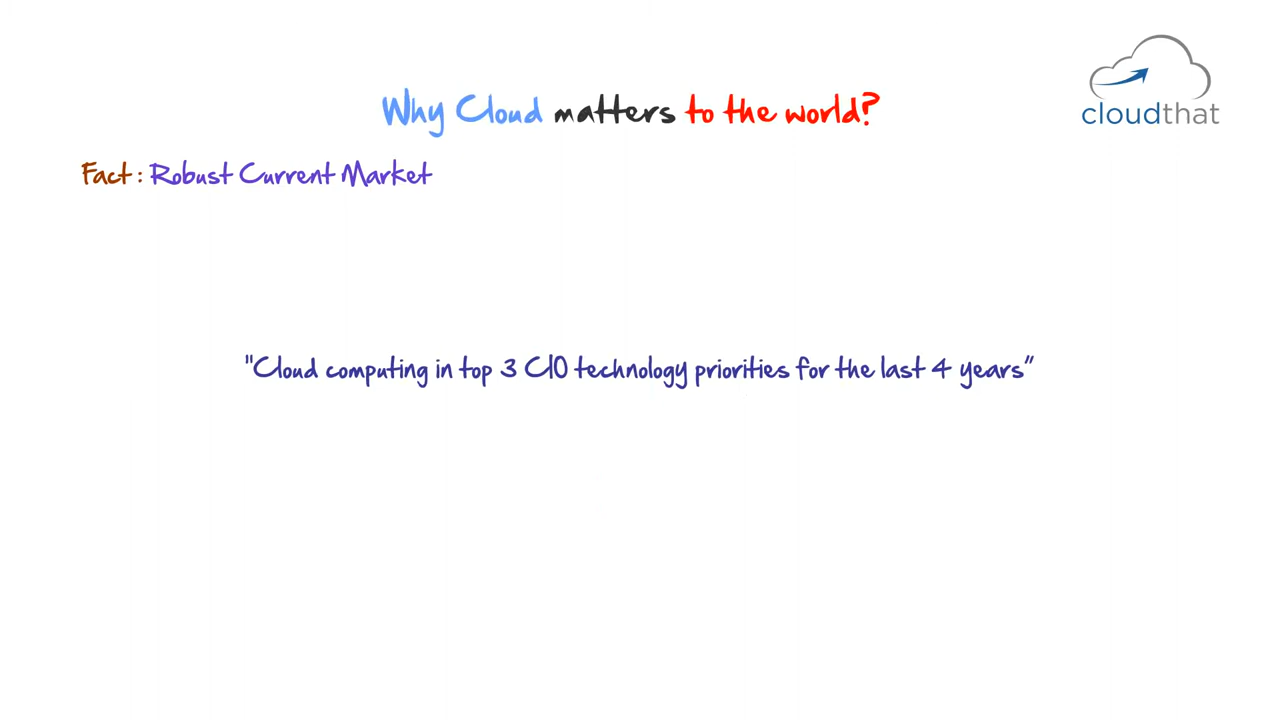 Why Cloud matters to the world?
cloudthat
Fact : Robust Current Market
"Cloud computing in top 3 CIO technology priorities for the last 4 years"